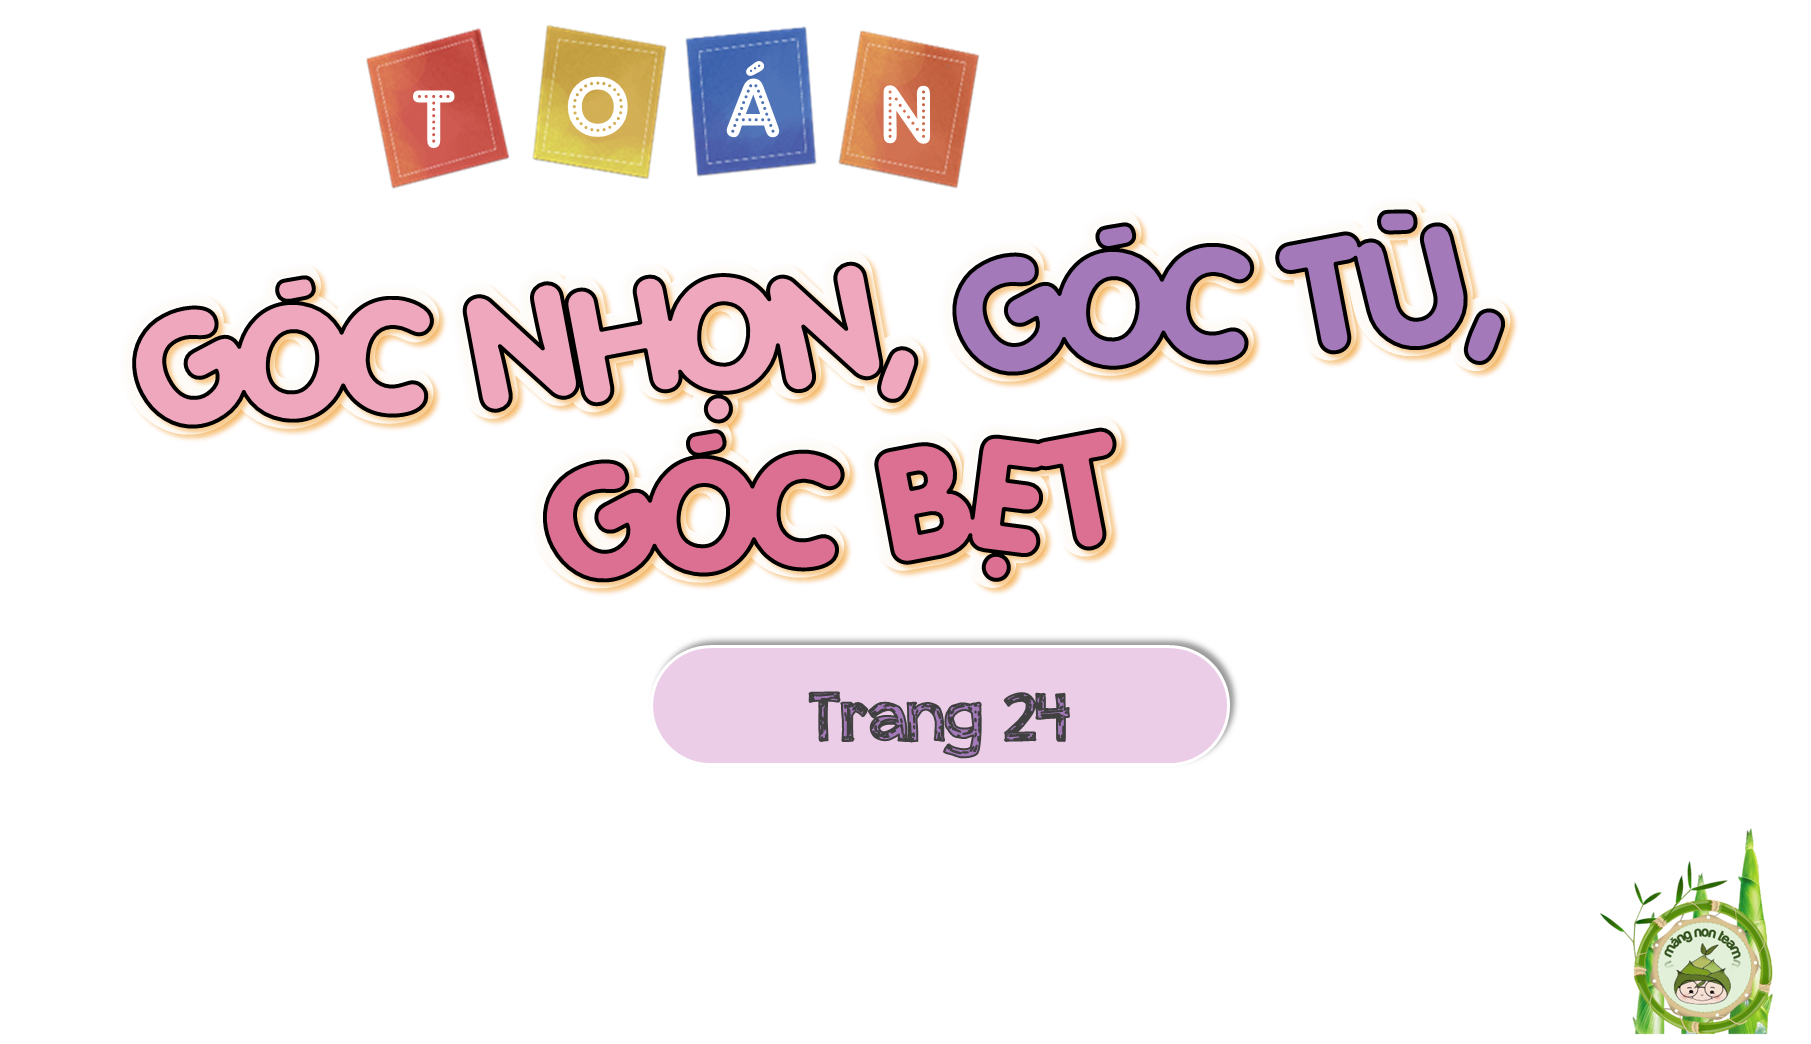 TOÁN
GÓC NHỌN, GÓC TÙ,
GÓC BẸT
Trang 24
măng non team